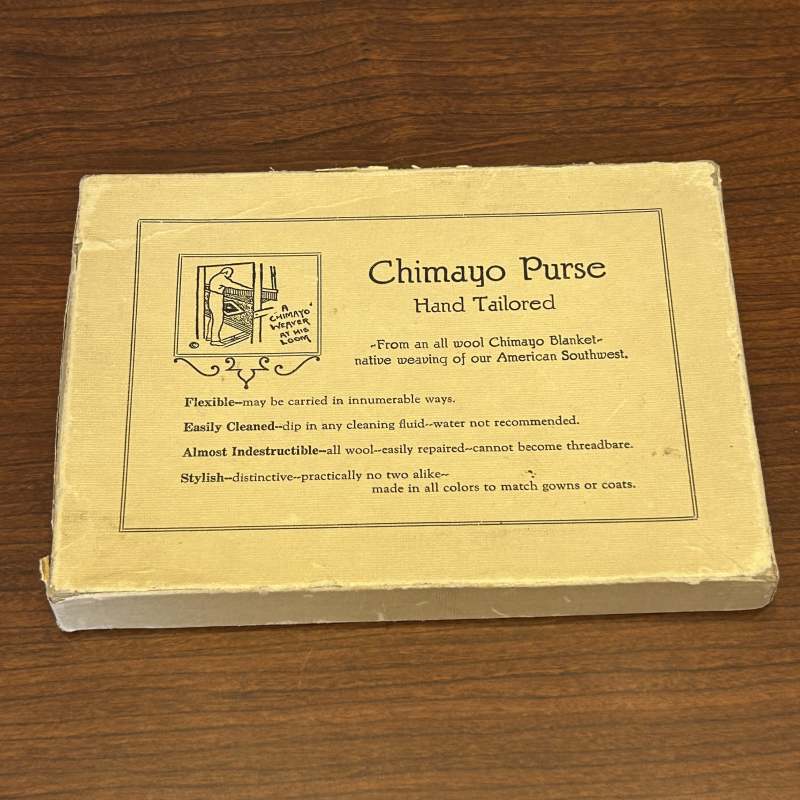 Chimayo Purse
Hand Tailored
-From an all wool Chimayo Blanket-
native weaving of our American Southwest.
A
"CHIMAYO"
WEAVER
AT HIS
LOOM
©
Flexible--may be carried in innumerable ways.
Easily Cleaned--dip in any cleaning fluid--water not recommended.
Almost Indestructible--all wool--easily repaired--cannot become threadbare.
Stylish--distinctive--practically no two alike--
made in all colors to match gowns or coats.